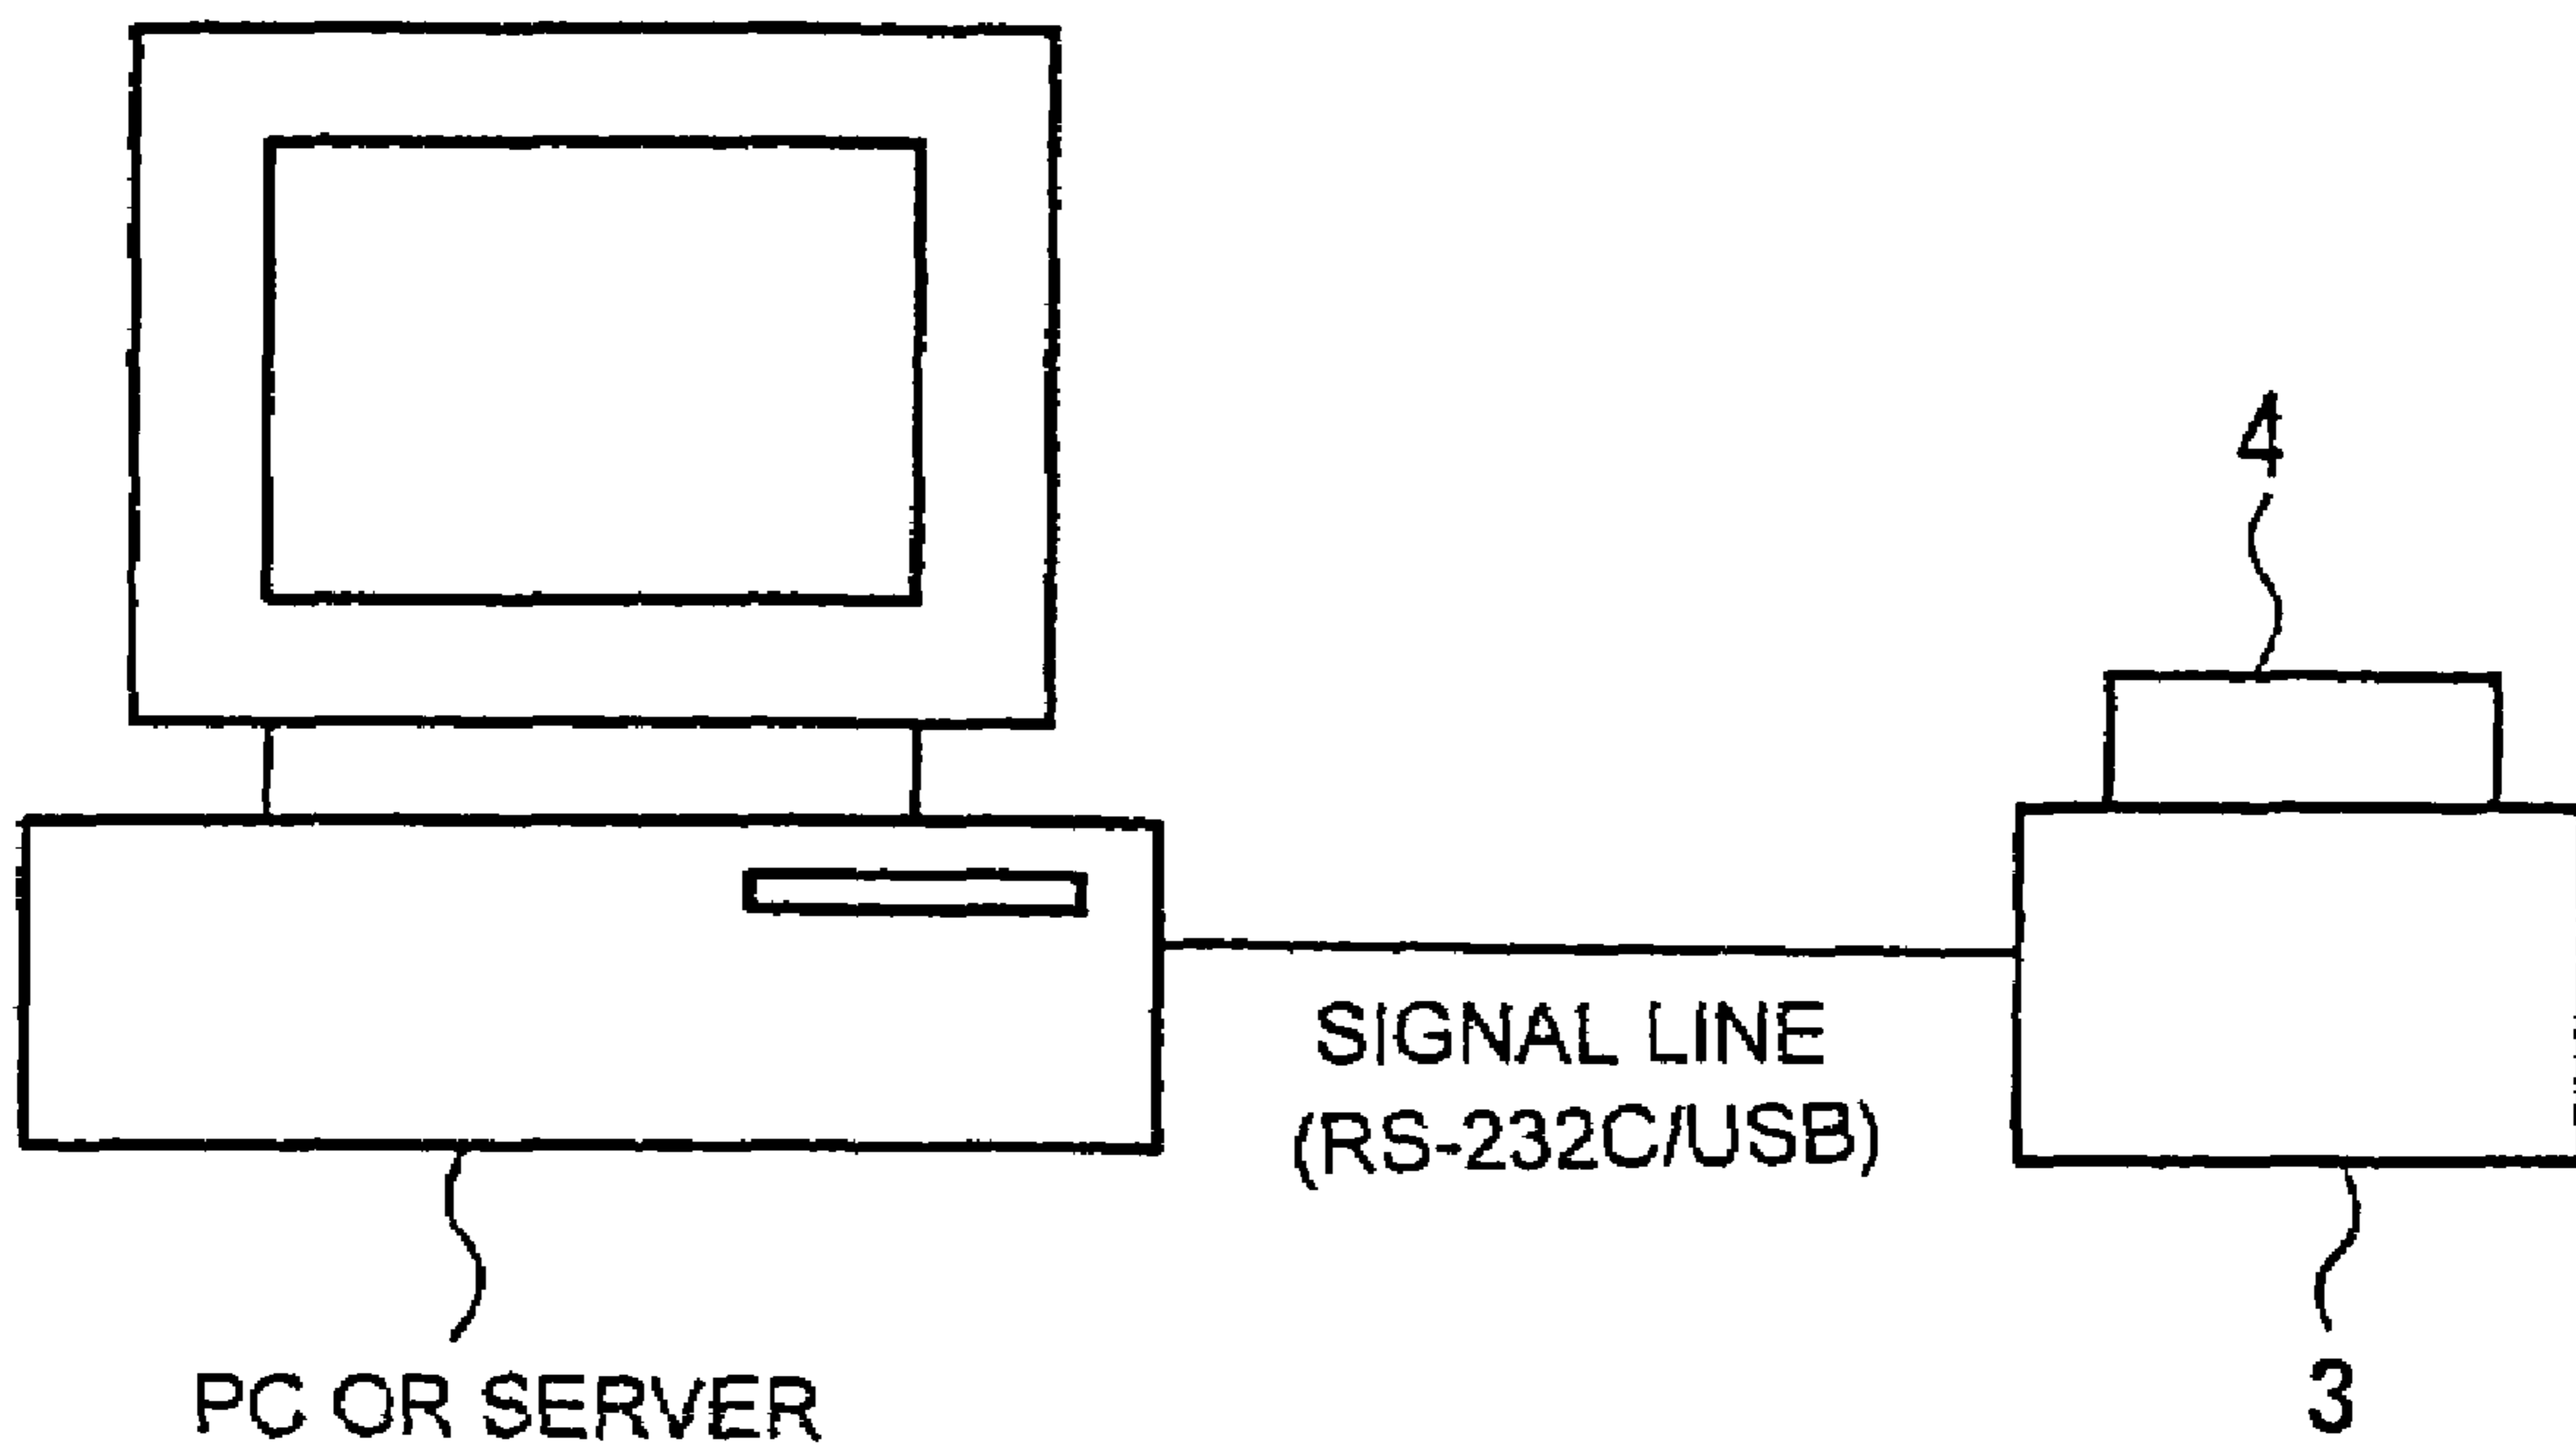 4
SIGNAL LINE
(RS-232C/USB)
PC OR SERVER
3